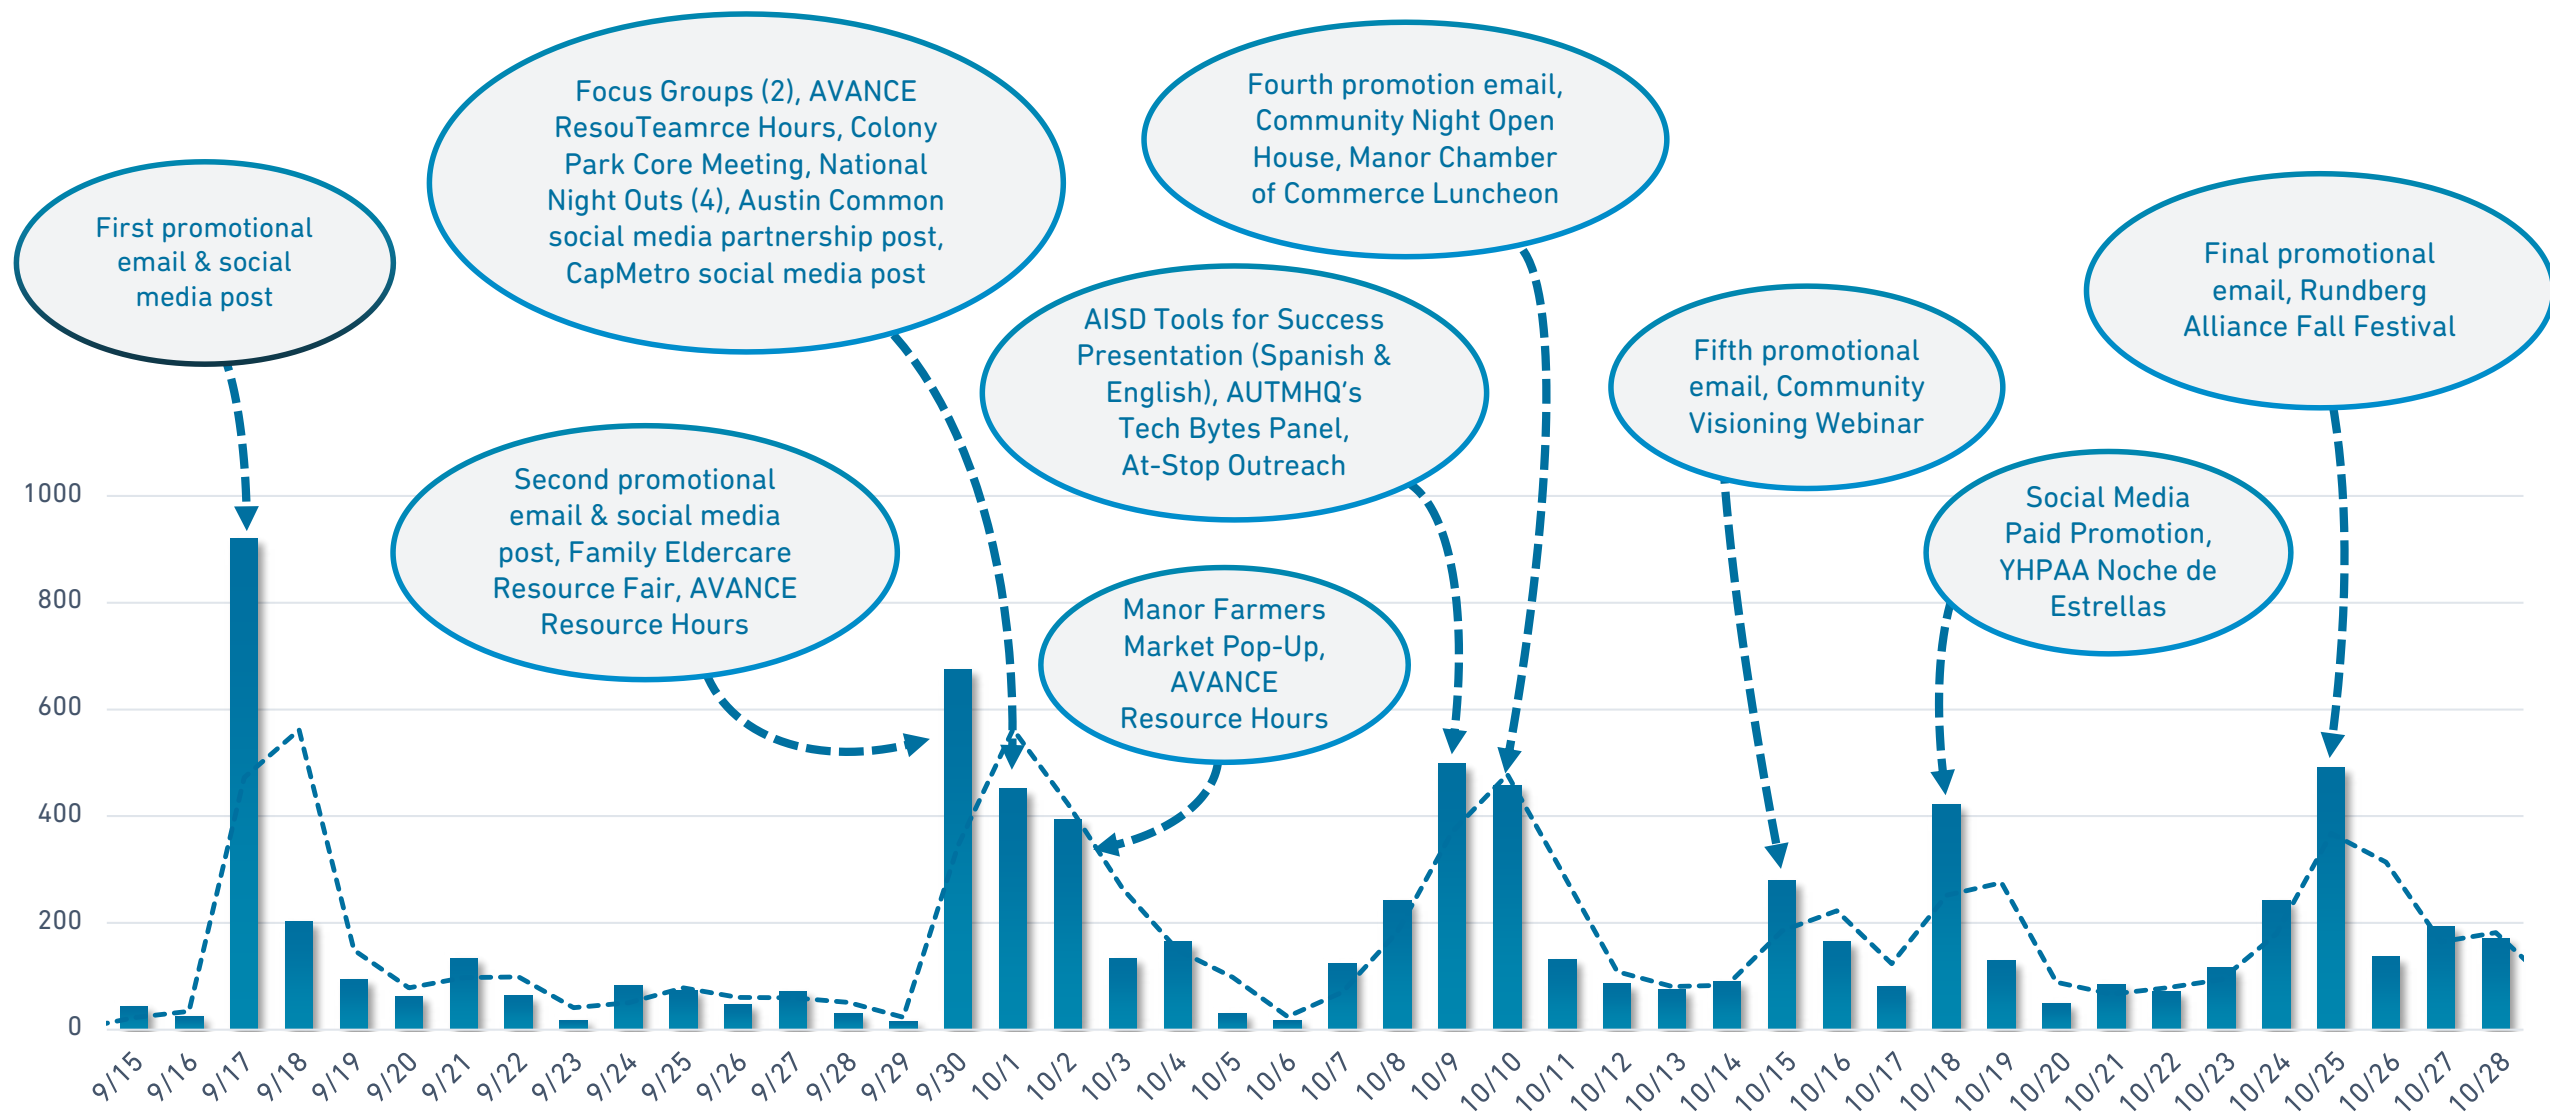 First promotional
email & social
media post
Focus Groups (2), AVANCE
ResouTeamrce Hours, Colony
Park Core Meeting, National
Night Outs (4), Austin Common
social media partnership post,
CapMetro social media post
Fourth promotion email,
Community Night Open
House, Manor Chamber
of Commerce Luncheon
Final promotional
email, Rundberg
Alliance Fall Festival
AISD Tools for Success
Presentation (Spanish &
English), AUTMHQ’s
Tech Bytes Panel,
At-Stop Outreach
Fifth promotional
email, Community
Visioning Webinar
Second promotional
email & social media
post, Family Eldercare
Resource Fair, AVANCE
Resource Hours
Social Media
Paid Promotion,
YHPAA Noche de
Estrellas
Manor Farmers
Market Pop-Up,
AVANCE
Resource Hours
1000
800
600
400
200
0
9/15
9/16
9/17
9/18
9/19
9/20
9/21
9/22
9/23
9/24
9/25
9/26
9/27
9/28
9/29
9/30
10/1
10/2
10/3
10/4
10/5
10/6
10/7
10/8
10/9
10/10
10/11
10/12
10/13
10/14
10/15
10/16
10/17
10/18
10/19
10/20
10/21
10/22
10/23
10/24
10/25
10/26
10/27
10/28